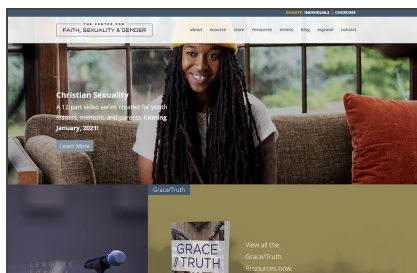 DONATE: INDIVIDUALS | CHURCHES
THE CENTER FOR
FAITH, SEXUALITY & GENDER
about ecourse store resources events blog espanol contact
Christian Sexuality
A 12-part video series created for youth
leaders, mentors, and parents. Coming
January, 2021!
Learn More
Grace/Truth
LEADERS
GRACE
//TRUTH
View all the
Grace/Truth
Resources now.